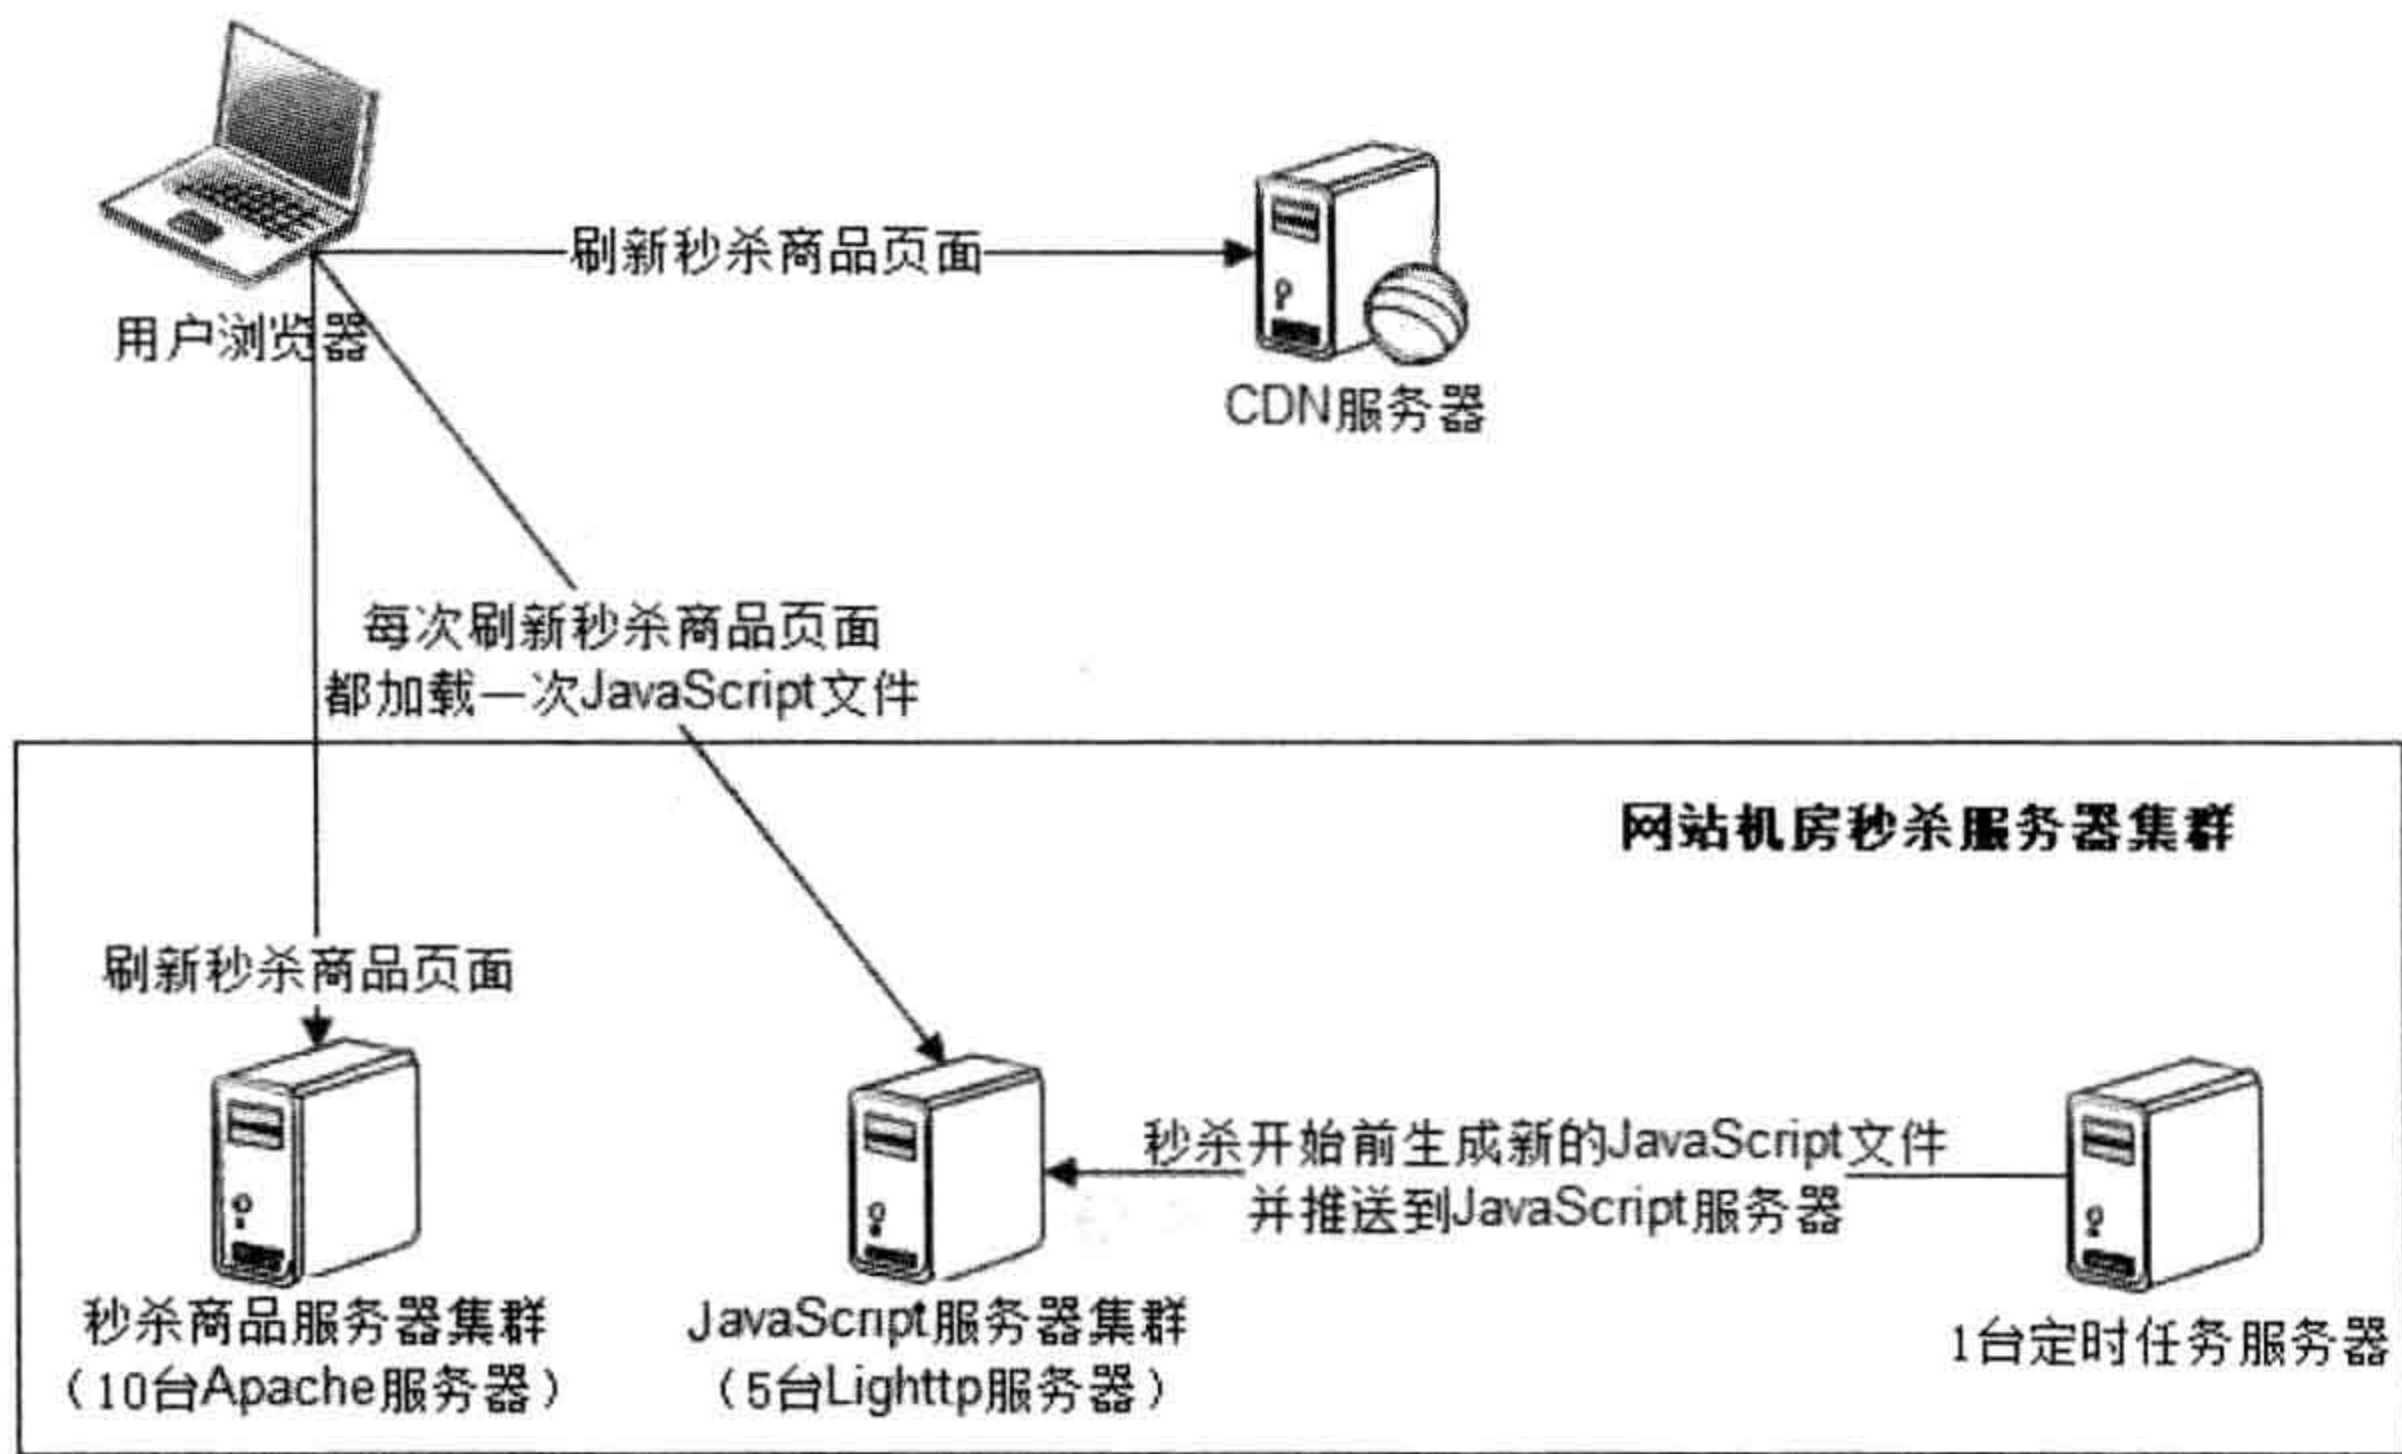 刷新秒杀商品页面
用户浏览器
CDN服务器
每次刷新秒杀商品页面
都加载一次JavaScript文件
网站机房秒杀服务器集群
刷新秒杀商品页面
秒杀开始前生成新的JavaScript文件
并推送到JavaScript服务器
秒杀商品服务器集群
（10台Apache服务器）
JavaScript服务器集群
（5台Lighttp服务器）
1台定时任务服务器